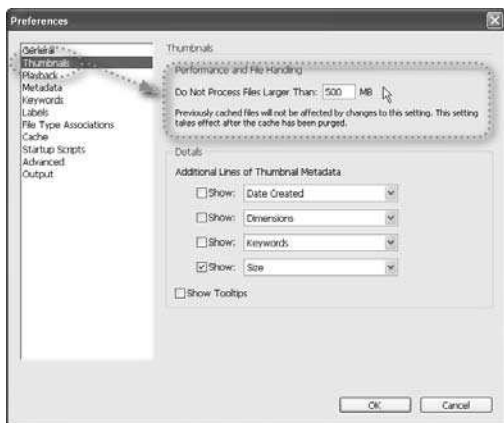 Preferences
General
Thumbnails
Playback
Metadata
Keywords
Labels
File Type Associations
Cache
Startup Scripts
Advanced
Output
Thumbnails
Performance and File Handling
Do Not Process Files Larger Than: 500 MB
Previously cached files will not be affected by changes to this setting. This setting
takes effect after the cache has been purged.
Details
Additional Lines of Thumbnail Metadata
Show: Date Created
Show: Dimensions
Show: Keywords
Show: Size
Show Tooltips
OK
Cancel